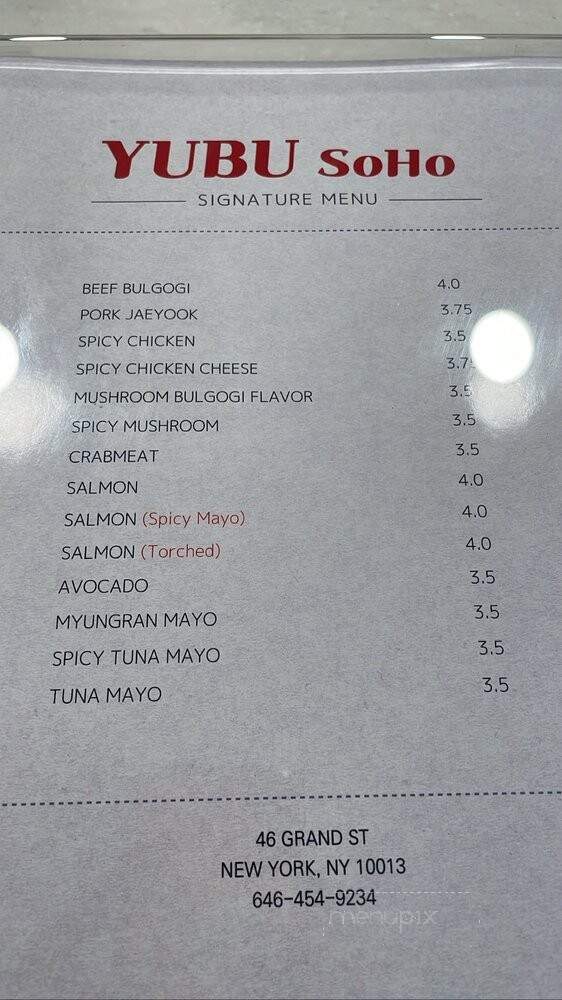 YUBU SoHo
SIGNATURE MENU
BEEF BULGOGI 4.0
PORK JAEYOOK 3.75
SPICY CHICKEN 3.5
SPICY CHICKEN CHEESE
MUSHROOM BULGOGI FLAVOR 3.5
SPICY MUSHROOM 3.5
CRABMEAT 3.5
SALMON 4.0
SALMON (Spicy Mayo) 4.0
SALMON (Torched) 4.0
AVOCADO 3.5
MYUNGRAN MAYO 3.5
SPICY TUNA MAYO 3.5
TUNA MAYO 3.5
46 GRAND ST
NEW YORK, NY 10013
646-454-9234
menupix